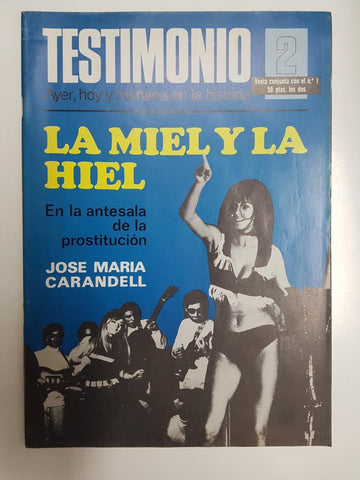 TESTIMONIO
2
Venta conjunta con el n.º 1
50 ptas. los dos
Ayer, hoy y mañana en la historia
LA MIEL Y LA
HIEL
En la antesala
de la
prostitución
JOSE MARIA
CARANDELL